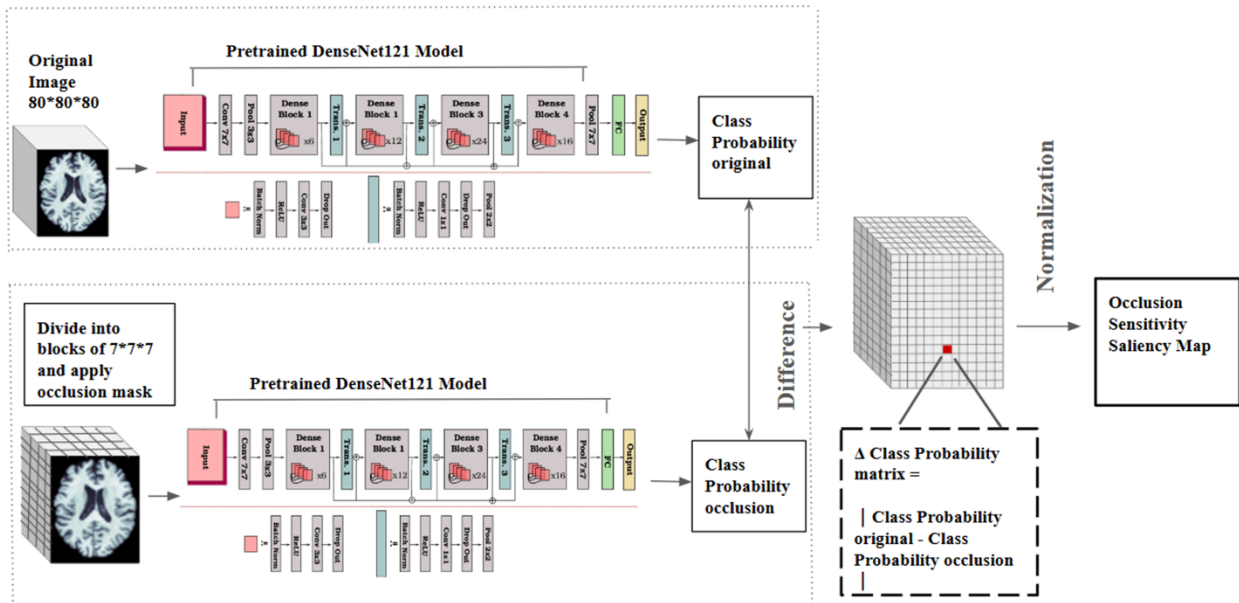 Original
Image
80*80*80
Pretrained DenseNet121 Model
Input
Conv 7x7
Pool 3x3
Dense
Block 1
x6
Trans. 1
Dense
Block 1
x12
Trans. 2
Dense
Block 3
x24
Trans. 3
Dense
Block 4
x16
Pool 7x7
FC
Output
Batch Norm
ReLU
Conv 3x3
Drop Out
Batch Norm
ReLU
Conv 1x1
Drop Out
Pool 2x2
Class
Probability
original
Divide into
blocks of 7*7*7
and apply
occlusion mask
Pretrained DenseNet121 Model
Input
Conv 7x7
Pool 3x3
Dense
Block 1
x6
Trans. 1
Dense
Block 1
x12
Trans. 2
Dense
Block 3
x24
Trans. 3
Dense
Block 4
x16
Pool 7x7
FC
Output
Batch Norm
ReLU
Conv 3x3
Drop Out
Batch Norm
ReLU
Conv 1x1
Drop Out
Pool 2x2
Class
Probability
occlusion
Difference
Normalization
Δ Class Probability
matrix =
| Class Probability
original - Class
Probability occlusion
|
Occlusion
Sensitivity
Saliency Map